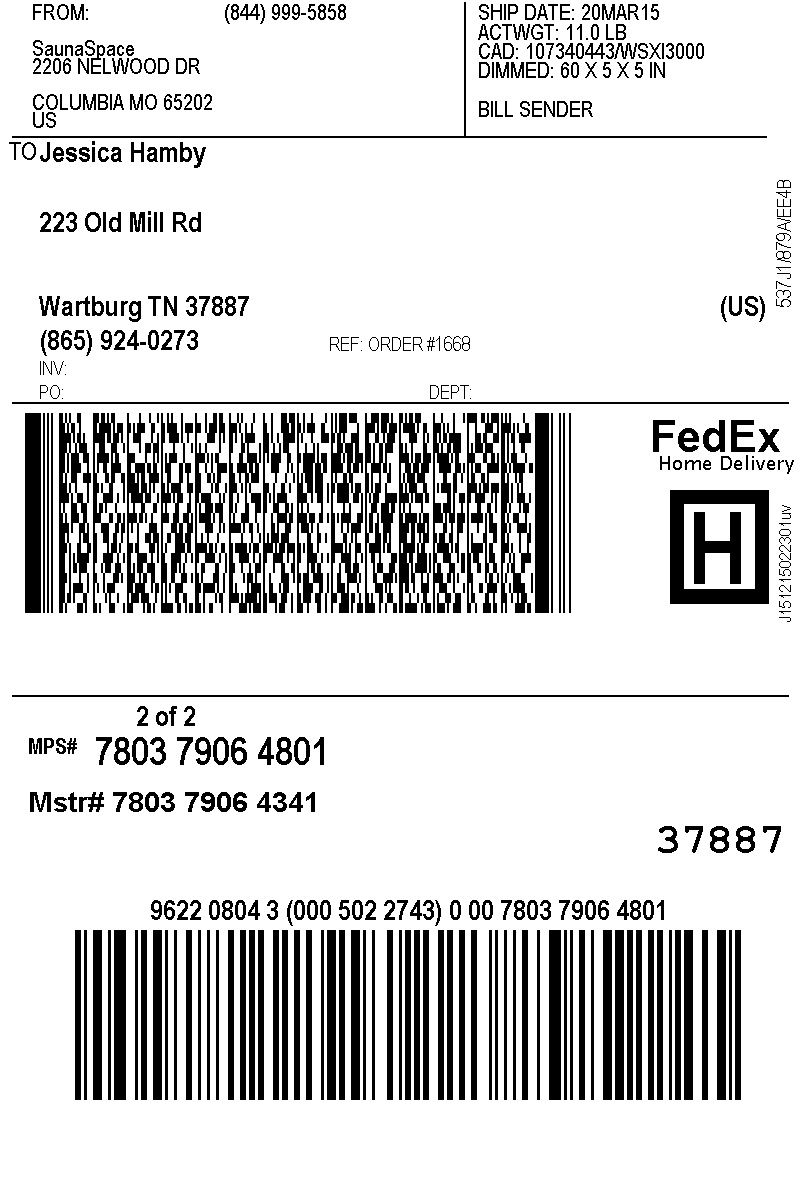 FROM: (844) 999-5858
SaunaSpace
2206 NELWOOD DR
COLUMBIA MO 65202
US
SHIP DATE: 20MAR15
ACTWGT: 11.0 LB
CAD: 107340443/WSXI3000
DIMMED: 60 X 5 X 5 IN
BILL SENDER
TO Jessica Hamby
223 Old Mill Rd
Wartburg TN 37887 (US)
(865) 924-0273 REF: ORDER #1668
INV:
PO: DEPT:
537J1/879A/EE4B
FedEx
Home Delivery
H
J151215022301uv
2 of 2
MPS# 7803 7906 4801
Mstr# 7803 7906 4341
37887
9622 0804 3 (000 502 2743) 0 00 7803 7906 4801